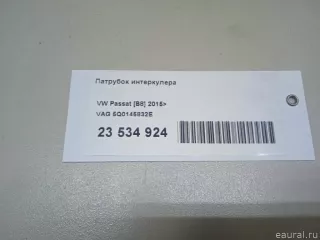 Патрубок интеркулера
VW Passat [B8] 2015>
VAG 5Q0145832E
23 534 924
eaural.ru